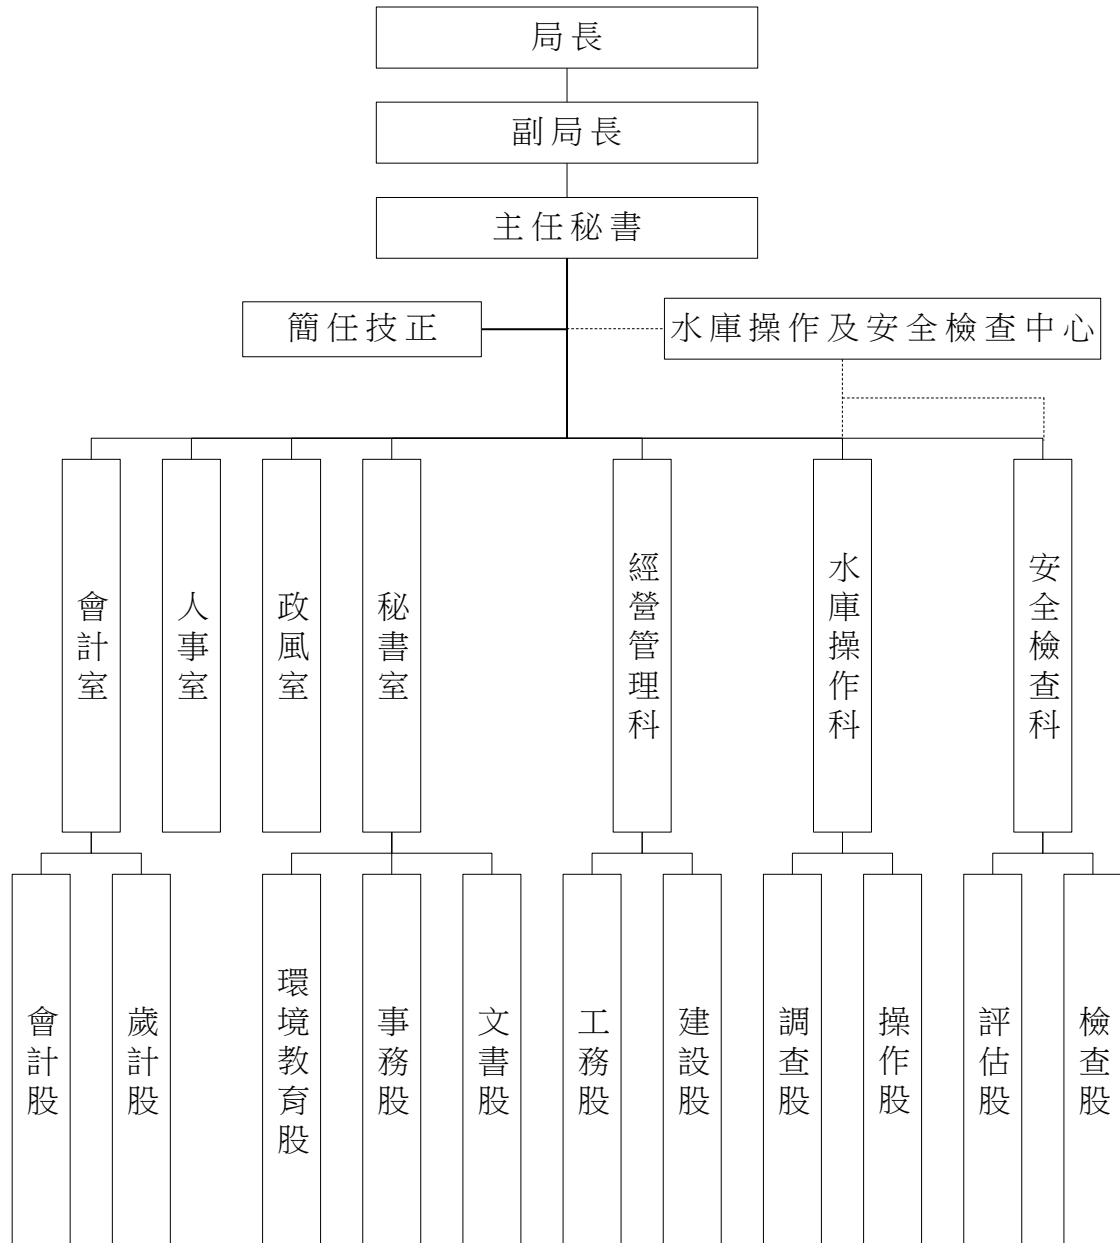 局長
副局長
主任秘書
簡任技正
水庫操作及安全檢查中心
會計室
人事室
政風室
秘書室
經營管理科
水庫操作科
安全檢查科
會計股
歲計股
環境教育股
事務股
文書股
工務股
建設股
調查股
操作股
評估股
檢查股